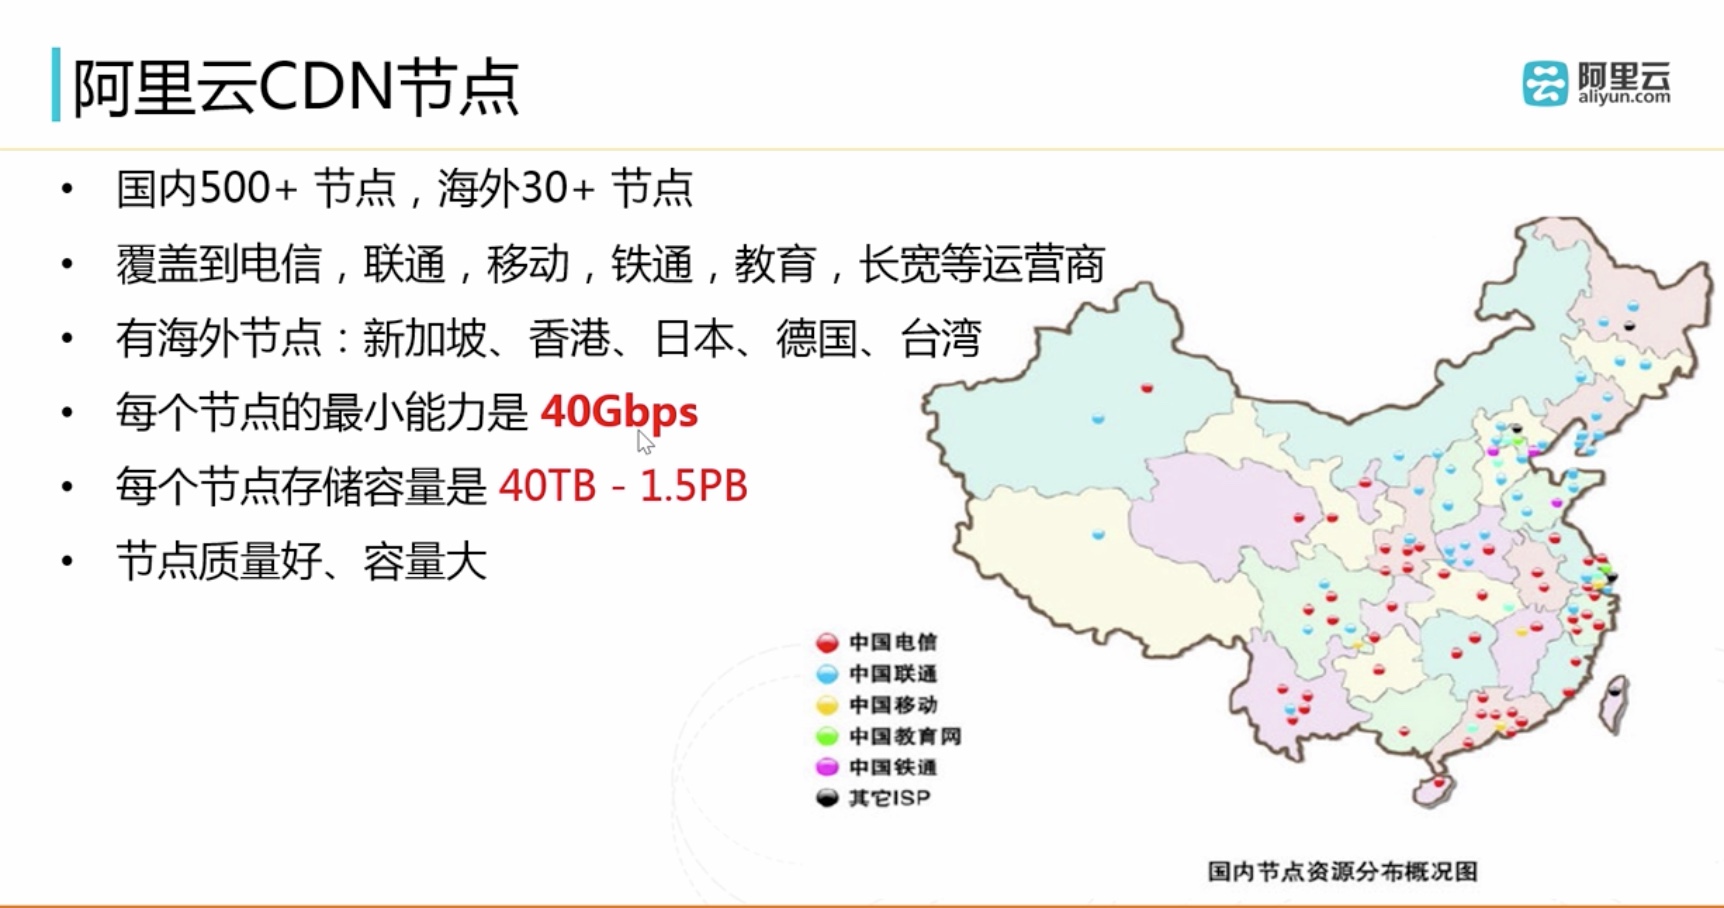 阿里云CDN节点
阿里云
aliyun.com
• 国内500+ 节点，海外30+ 节点
• 覆盖到电信，联通，移动，铁通，教育，长宽等运营商
• 有海外节点：新加坡、香港、日本、德国、台湾
• 每个节点的最小能力是 40Gbps
• 每个节点存储容量是 40TB - 1.5PB
• 节点质量好、容量大
中国电信
中国联通
中国移动
中国教育网
中国铁通
其它ISP
国内节点资源分布概况图